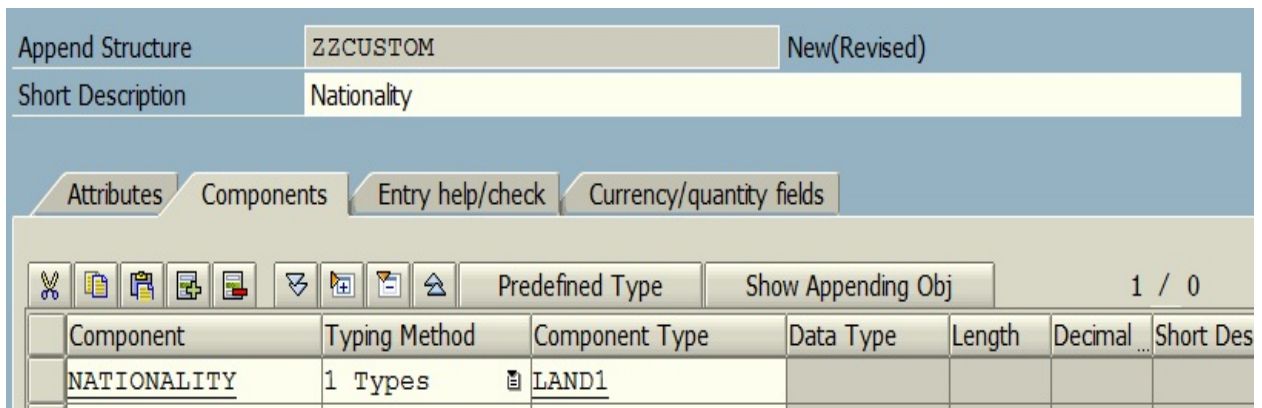 Append Structure ZZCUSTOM New(Revised)
Short Description Nationality
Attributes Components Entry help/check Currency/quantity fields
Predefined Type Show Appending Obj 1 / 0
Component Typing Method Component Type Data Type Length Decimal ... Short Des
NATIONALITY 1 Types LAND1